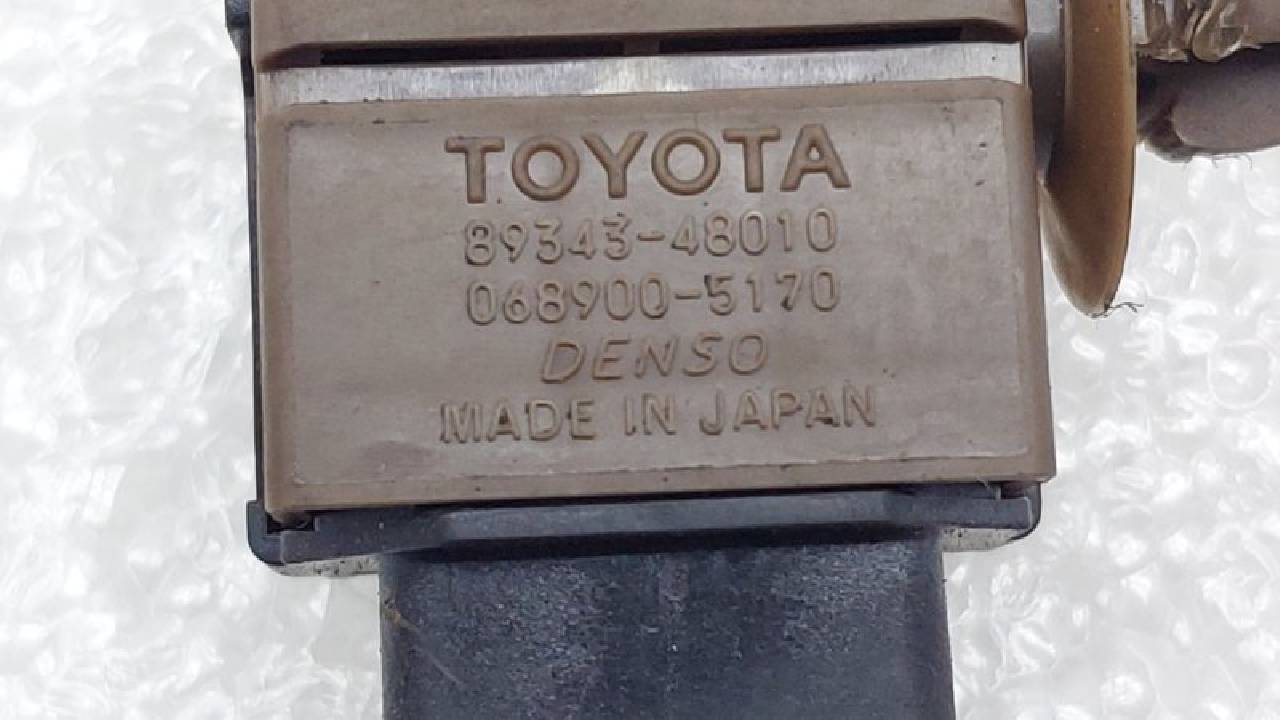 TOYOTA
89343-48010
068900-5170
DENSO
MADE IN JAPAN